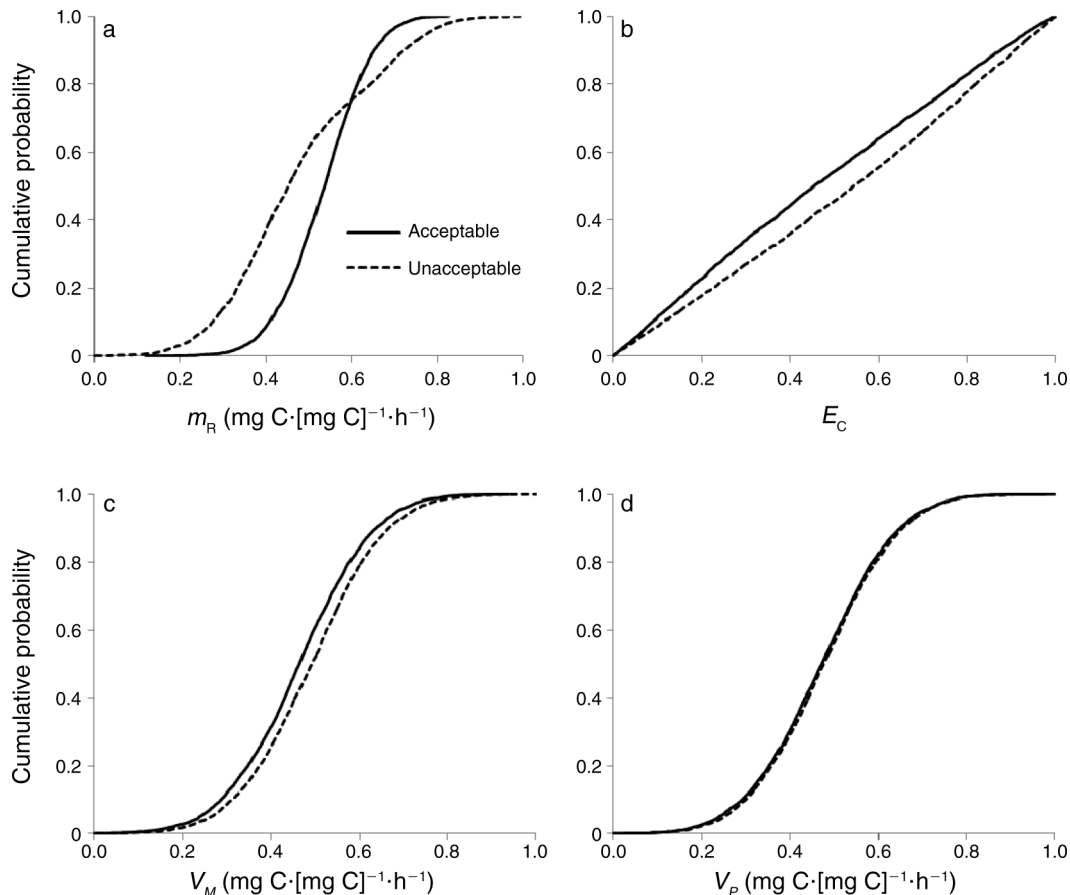 a
1.0
0.8
0.6
0.4
0.2
0
Cumulative probability
Acceptable
Unacceptable
0.0 0.2 0.4 0.6 0.8 1.0
m_R (mg C·[mg C]⁻¹·h⁻¹)
b
1.0
0.8
0.6
0.4
0.2
0
0.0 0.2 0.4 0.6 0.8 1.0
E_C
c
1.0
0.8
0.6
0.4
0.2
0
Cumulative probability
0.0 0.2 0.4 0.6 0.8 1.0
V_M (mg C·[mg C]⁻¹·h⁻¹)
d
1.0
0.8
0.6
0.4
0.2
0
0.0 0.2 0.4 0.6 0.8 1.0
V_P (mg C·[mg C]⁻¹·h⁻¹)